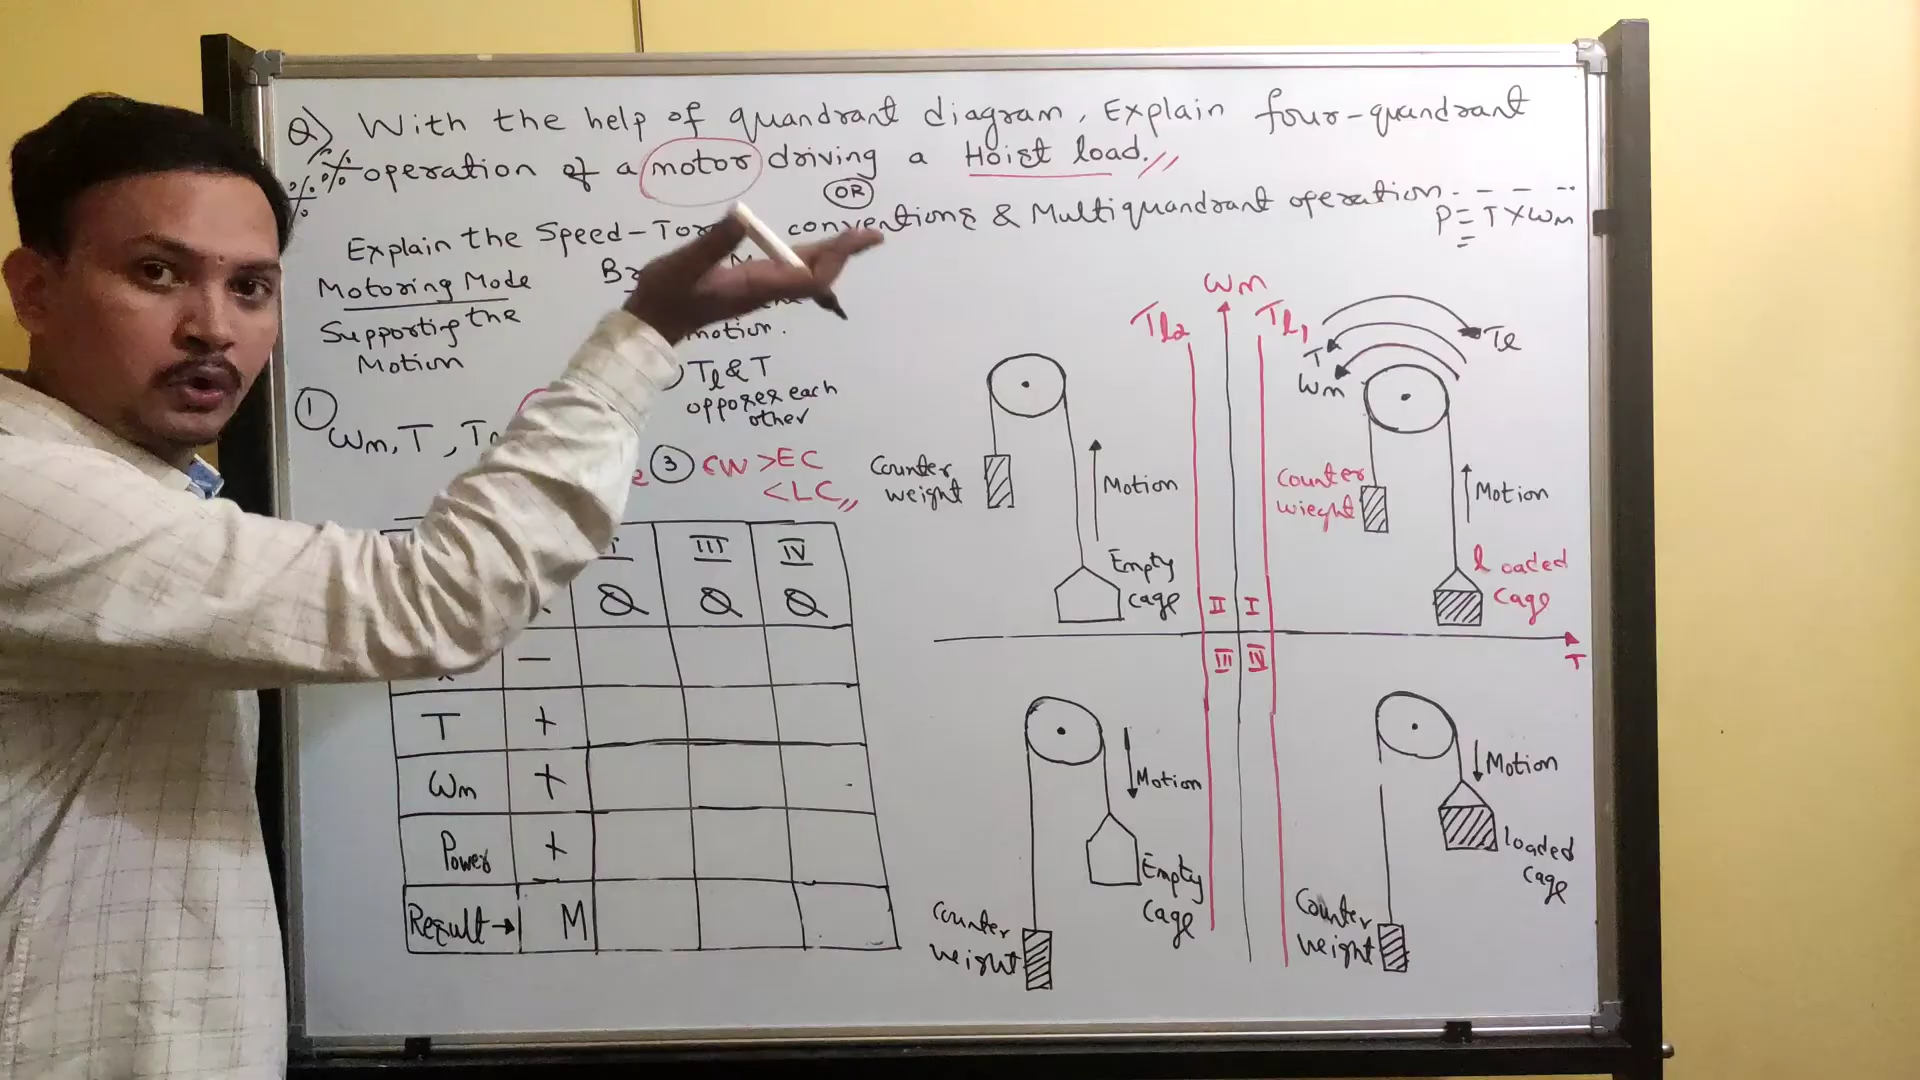 Q) With the help of quandrant diagram, Explain four-quandrant
operation of a motor driving a Hoist load.//
OR
Explain the Speed-Tor conventions & Multiquandrant operation - - - --
P = T X Wm
Motoring Mode
Supporting the
Motion
motion.
Tl & T
opposes each
other
① Wm, T,
③ CW > EC
< LC,,
III IV
Q Q Q
-
T +
Wm +
Power +
Result → M
Wm
Tl2 Tl1
Tl
T
Wm
Counter
weight
Motion
Empty
cage
Counter
wieght
Motion
loaded
cage
II I
III IV
T
Motion
Empty
cage
Counter
weight
Motion
loaded
cage
Counter
weight